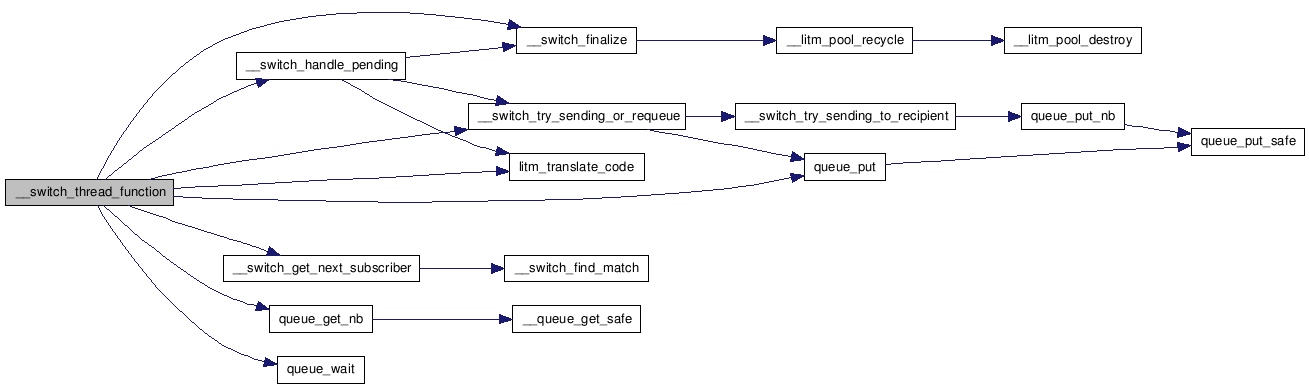 __switch_finalize
__litm_pool_recycle
__litm_pool_destroy
__switch_handle_pending
__switch_try_sending_or_requeue
__switch_try_sending_to_recipient
queue_put_nb
queue_put_safe
litm_translate_code
queue_put
__switch_thread_function
__switch_get_next_subscriber
__switch_find_match
queue_get_nb
__queue_get_safe
queue_wait